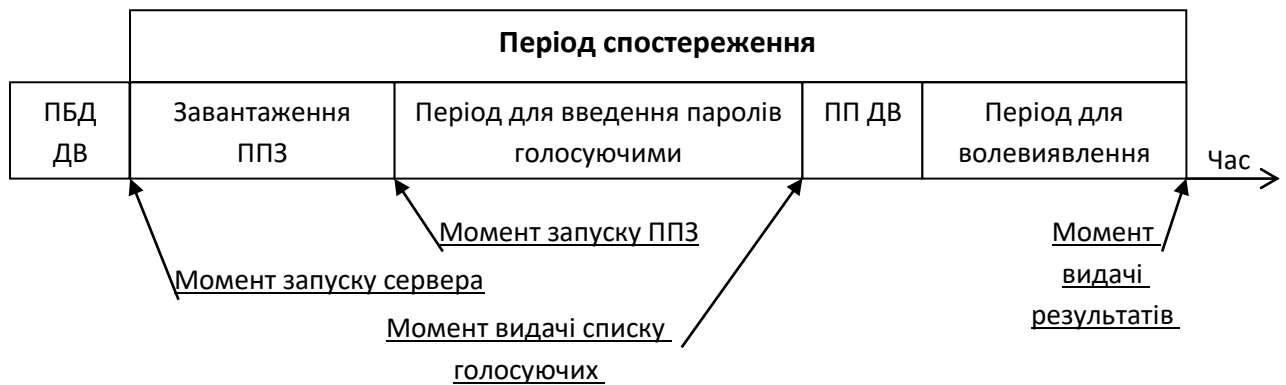 Період спостереження
ПБД
ДВ
Завантаження
ППЗ
Період для введення паролів
голосуючими
ПП ДВ
Період для
волевиявлення
Час
Момент запуску ППЗ
Момент запуску сервера
Момент видачі списку
голосуючих
Момент
видачі
результатів